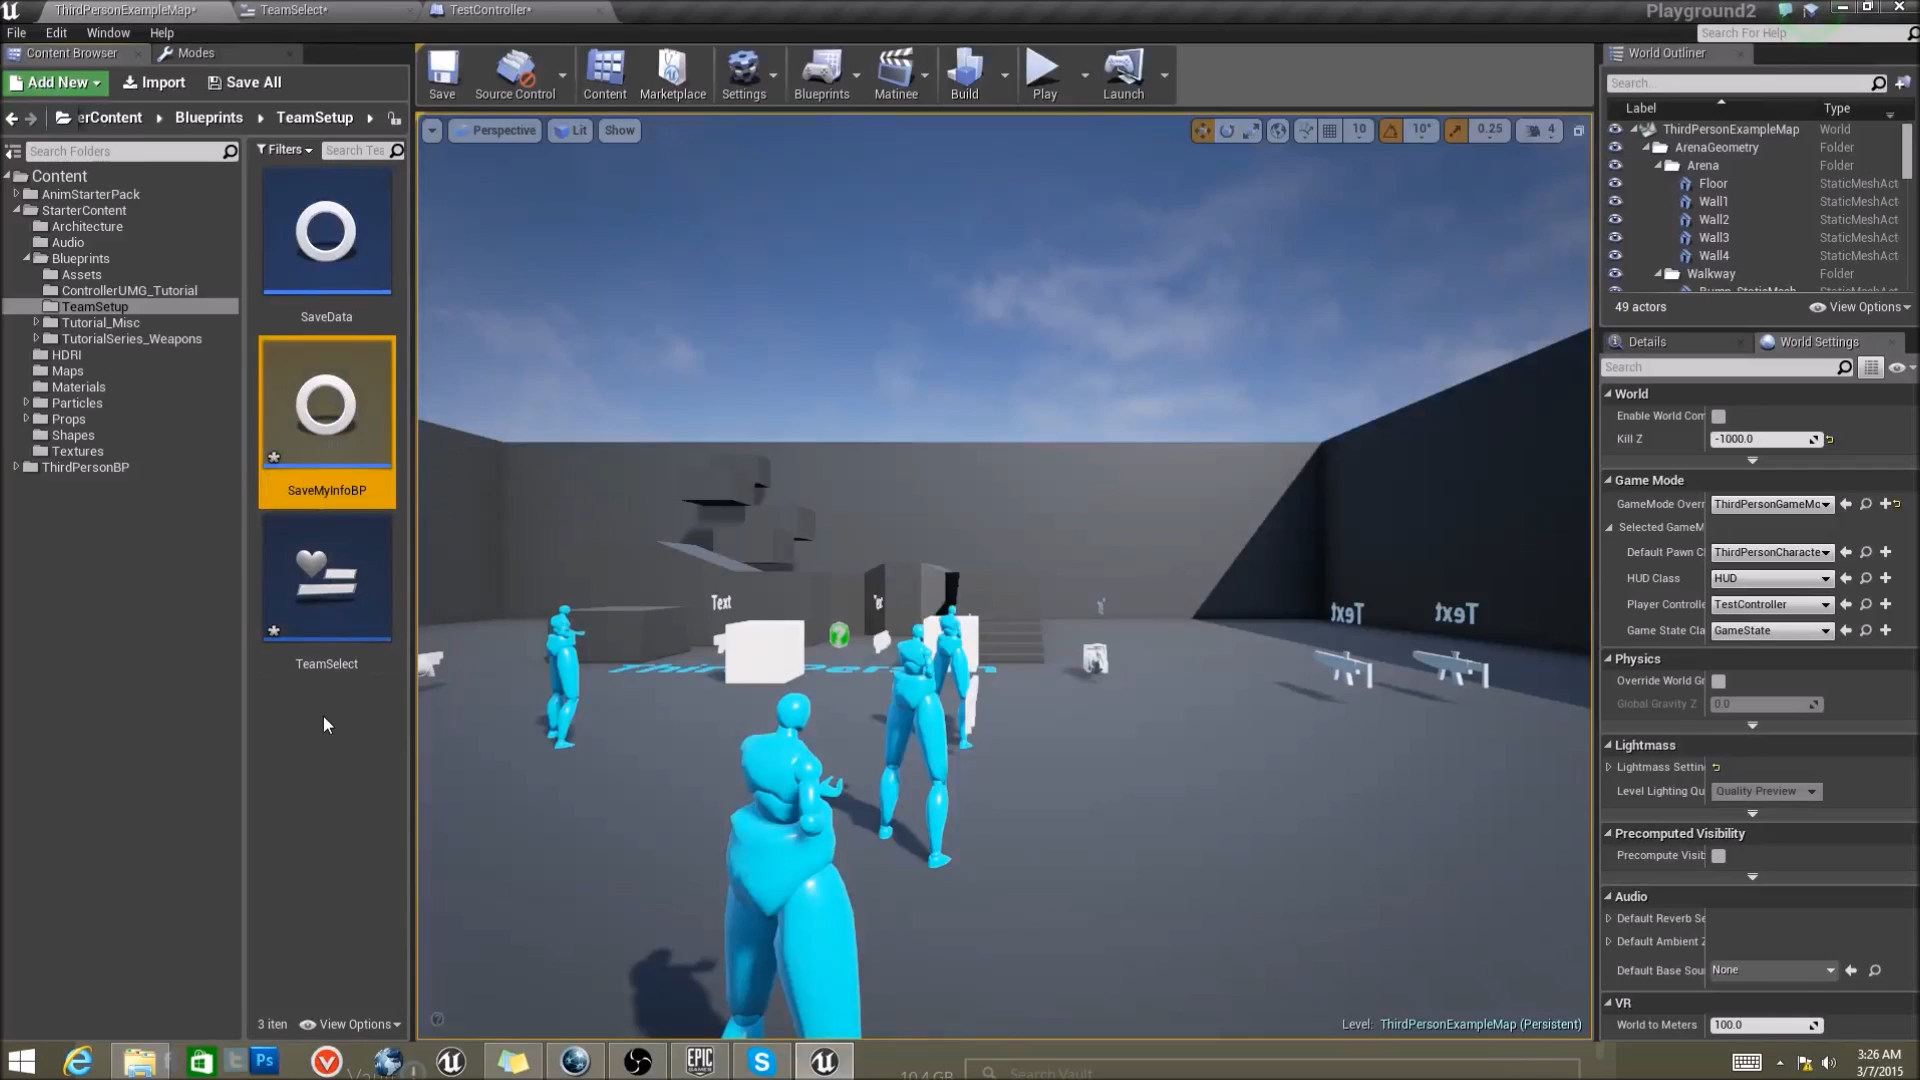 ThirdPersonExampleMap*
TeamSelect*
TestController*
Playground2
File
Edit
Window
Help
Search For Help
Content Browser
Modes
World Outliner
Add New
Import
Save All
Save
Source Control
Content
Marketplace
Settings
Blueprints
Matinee
Build
Play
Launch
Search...
Label
Type
erContent
Blueprints
TeamSetup
Search Folders
Filters
Search Tea
Perspective
Lit
Show
10
10°
0.25
4
Content
AnimStarterPack
StarterContent
Architecture
Audio
Blueprints
Assets
ControllerUMG_Tutorial
TeamSetup
Tutorial_Misc
TutorialSeries_Weapons
HDRI
Maps
Materials
Particles
Props
Shapes
Textures
ThirdPersonBP
SaveData
SaveMyInfoBP
TeamSelect
3 iten
View Options
Text
Text
Text
Level: ThirdPersonExampleMap (Persistent)
ThirdPersonExampleMap World
ArenaGeometry Folder
Arena Folder
Floor StaticMeshAct
Wall1 StaticMeshAct
Wall2 StaticMeshAct
Wall3 StaticMeshAct
Wall4 StaticMeshAct
Walkway Folder
49 actors
View Options
Details
World Settings
Search
World
Enable World Com
Kill Z -1000.0
Game Mode
GameMode Overr ThirdPersonGameMo
Selected GameM
Default Pawn C ThirdPersonCharacte
HUD Class HUD
Player Controlle TestController
Game State Cla GameState
Physics
Override World Gr
Global Gravity Z 0.0
Lightmass
Lightmass Settin
Level Lighting Qu Quality Preview
Precomputed Visibility
Precompute Visib
Audio
Default Reverb Se
Default Ambient Z
Default Base Sou None
VR
World to Meters 100.0
10.4 GB
Search Vault
EPIC
GAMES
3:26 AM
3/7/2015